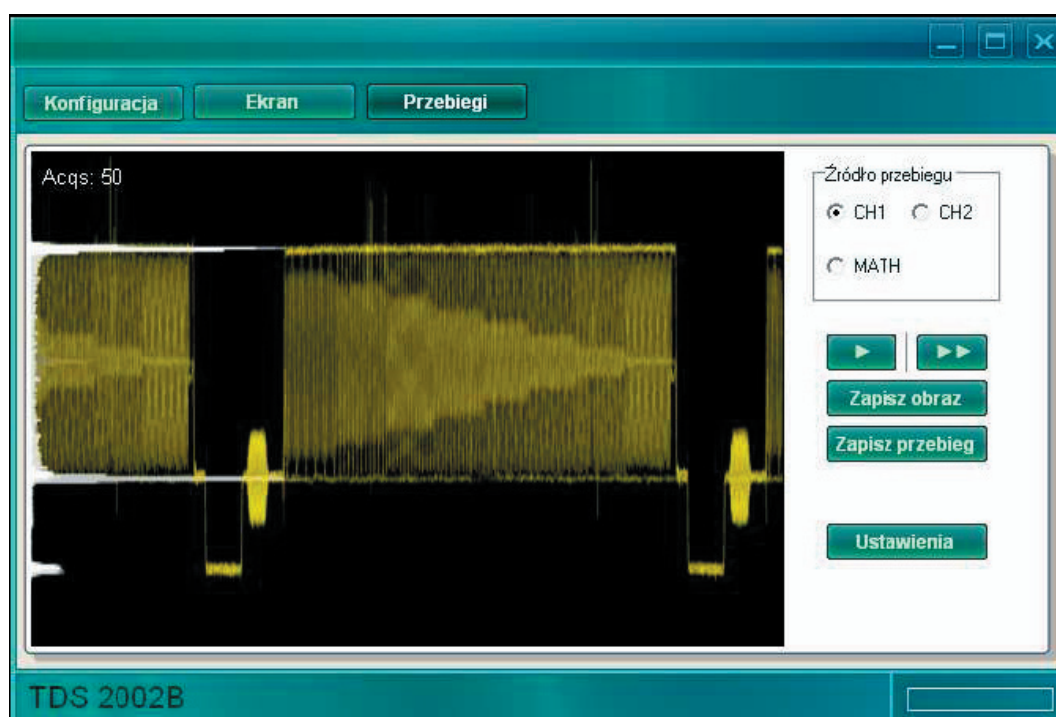 Konfiguracja
Ekran
Przebiegi
Acqs: 50
Źródło przebiegu
CH1
CH2
MATH
Zapisz obraz
Zapisz przebieg
Ustawienia
TDS 2002B